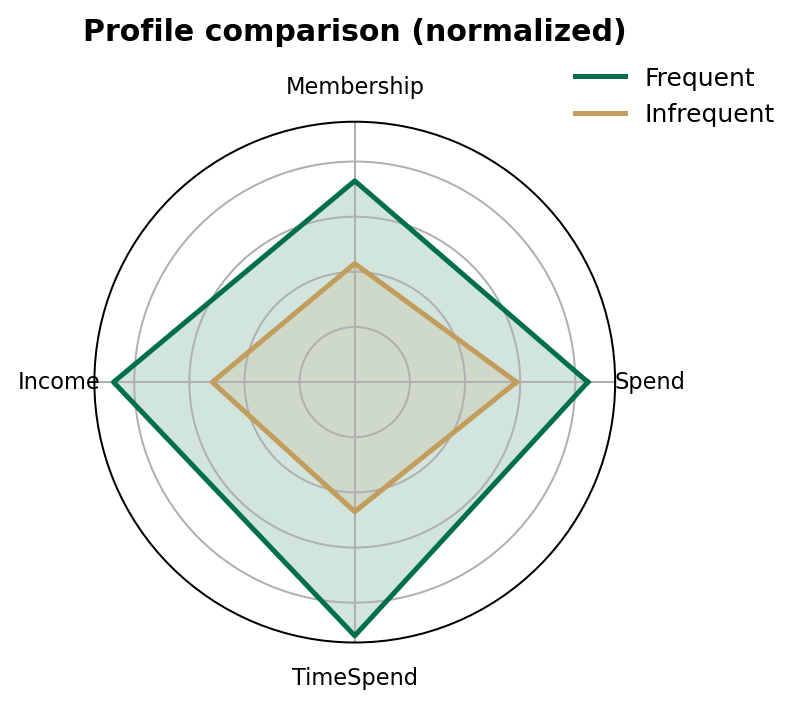 Profile comparison (normalized)
Frequent
Infrequent
Membership
Income
Spend
TimeSpend